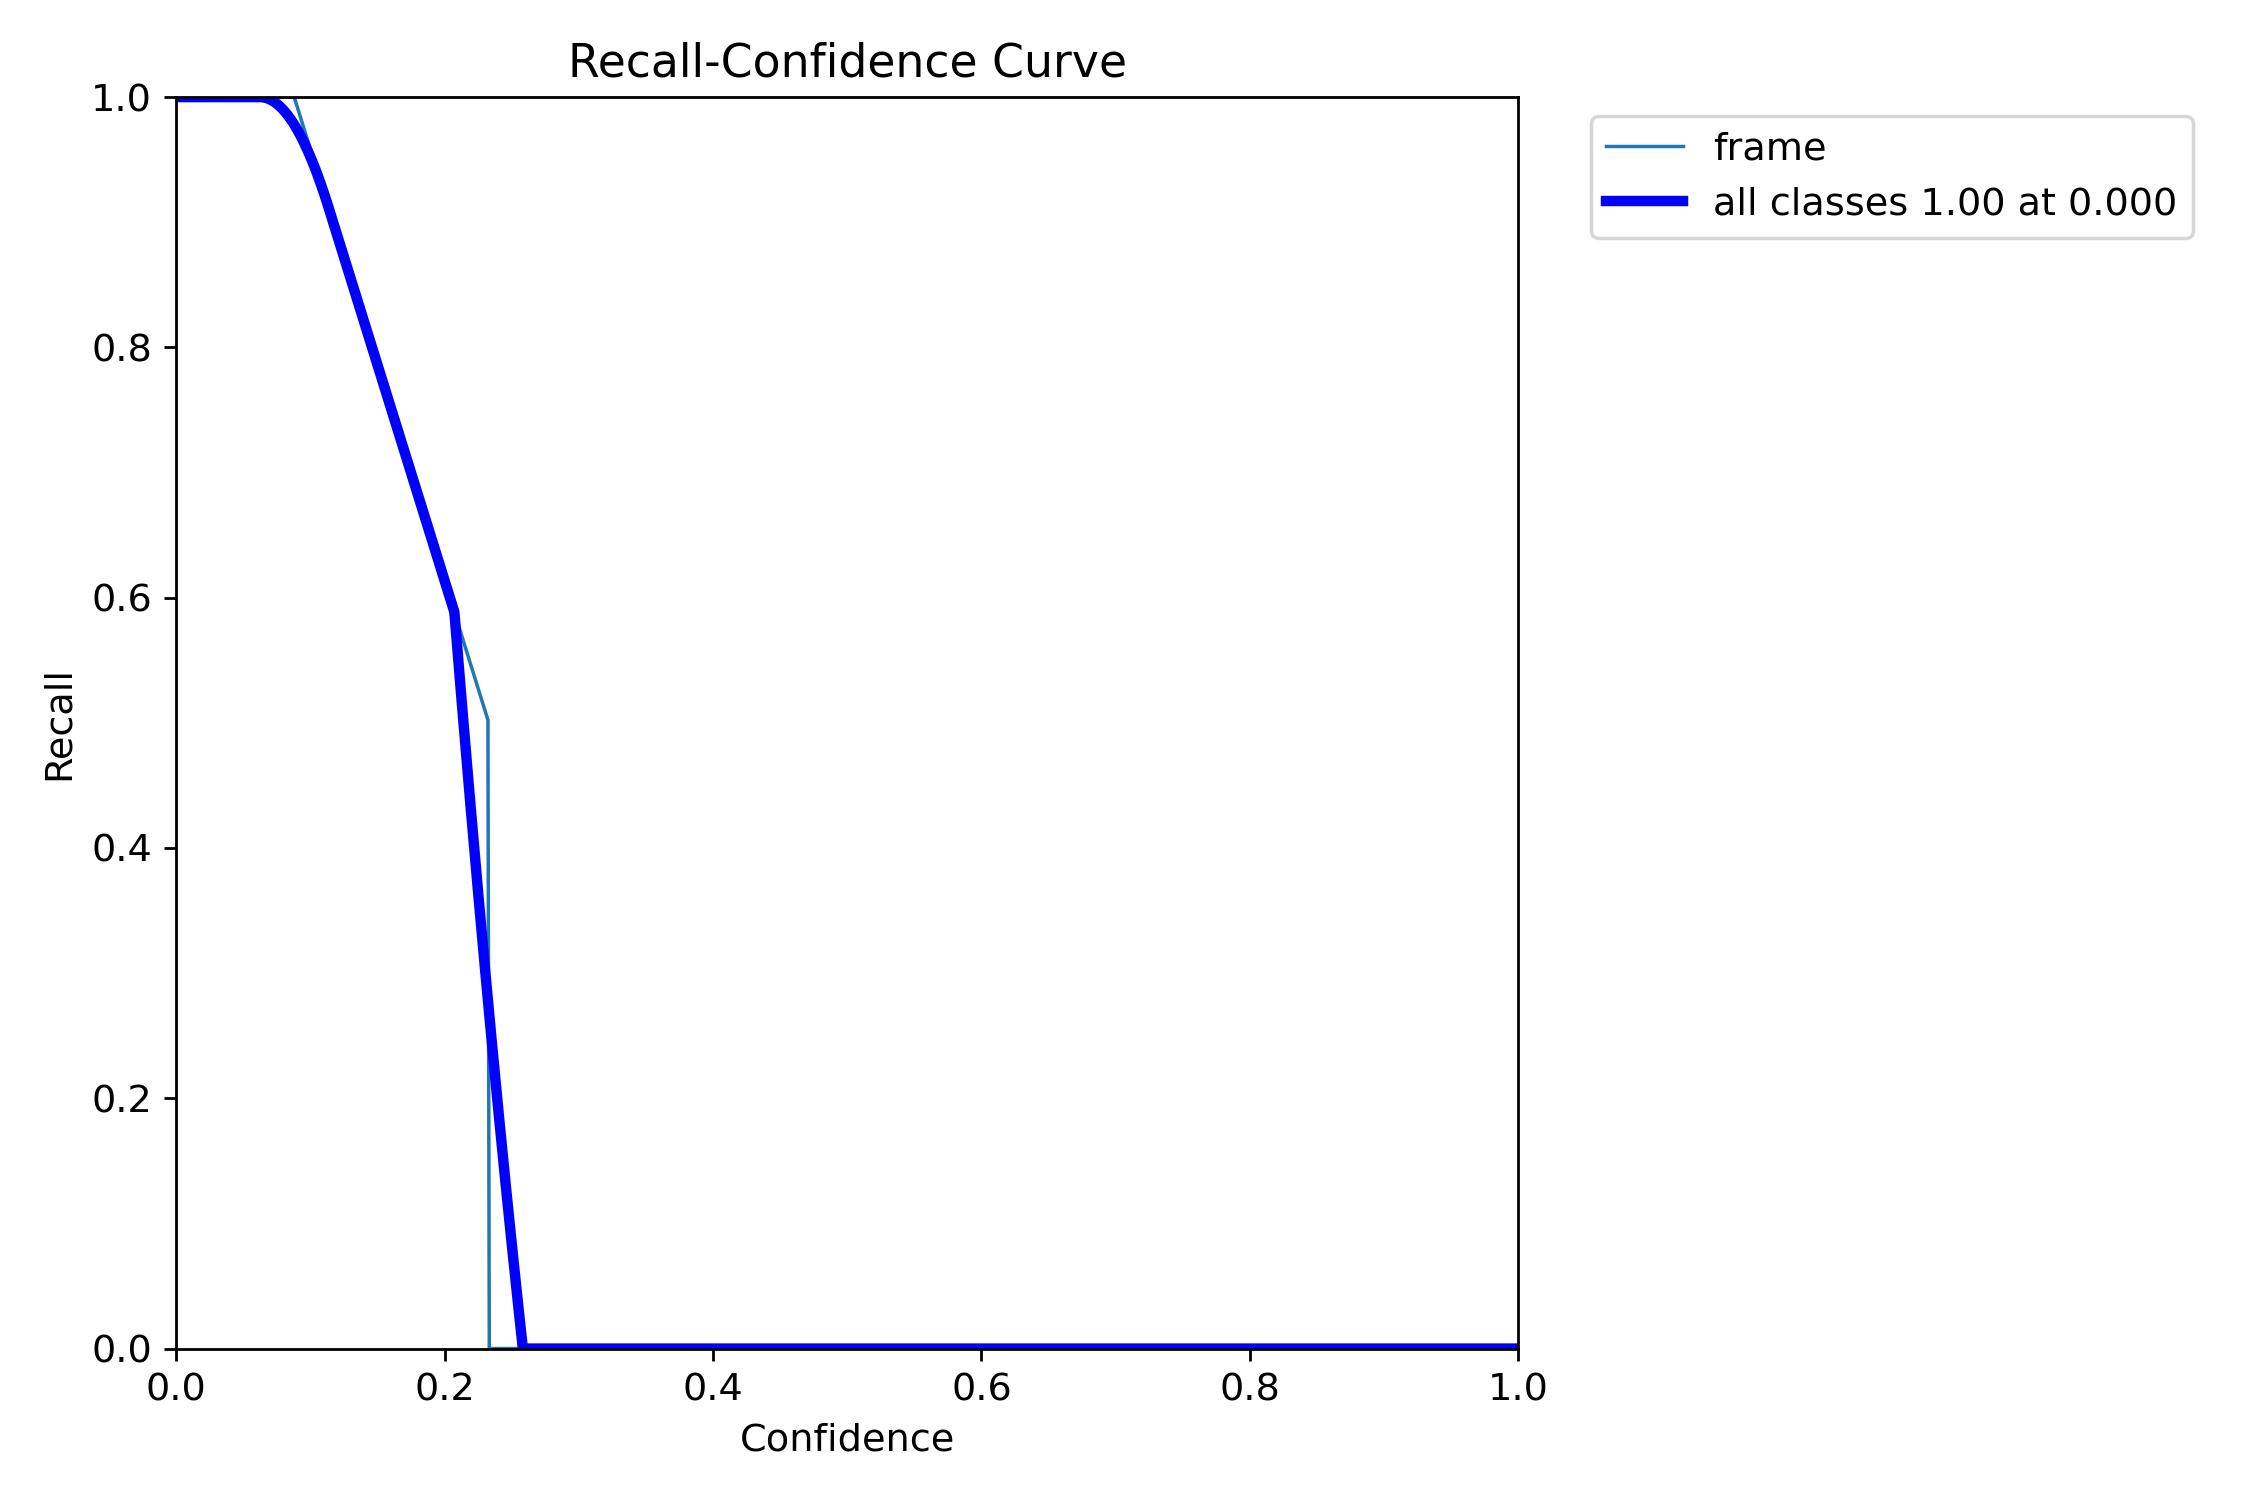 Recall-Confidence Curve
frame
all classes 1.00 at 0.000
1.0
0.8
0.6
0.4
0.2
0.0
Recall
0.0 0.2 0.4 0.6 0.8 1.0
Confidence